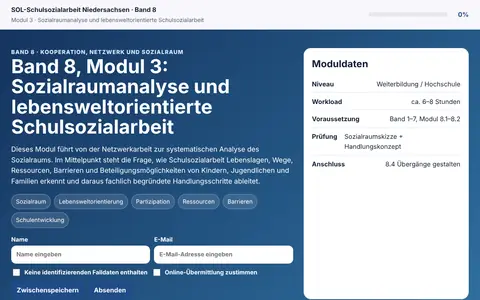 SOL-Schulsozialarbeit Niedersachsen · Band 8
Modul 3 · Sozialraumanalyse und lebensweltorientierte Schulsozialarbeit
0%
BAND 8 · KOOPERATION, NETZWERK UND SOZIALRAUM
Band 8, Modul 3:
Sozialraumanalyse und
lebensweltorientierte
Schulsozialarbeit
Dieses Modul führt von der Netzwerkarbeit zur systematischen Analyse des
Sozialraums. Im Mittelpunkt steht die Frage, wie Schulsozialarbeit Lebenslagen, Wege,
Ressourcen, Barrieren und Beteiligungsmöglichkeiten von Kindern, Jugendlichen und
Familien erkennt und daraus fachlich begründete Handlungsschritte ableitet.
Sozialraum
Lebensweltorientierung
Partizipation
Ressourcen
Barrieren
Schulentwicklung
Name
E-Mail
Name eingeben
E-Mail-Adresse eingeben
Keine identifizierenden Falldaten enthalten
Online-Übermittlung zustimmen
Zwischenspeichern
Absenden
Moduldaten
Niveau Weiterbildung / Hochschule
Workload ca. 6–8 Stunden
Voraussetzung Band 1–7, Modul 8.1–8.2
Prüfung Sozialraumskizze +
Handlungskonzept
Anschluss 8.4 Übergänge gestalten